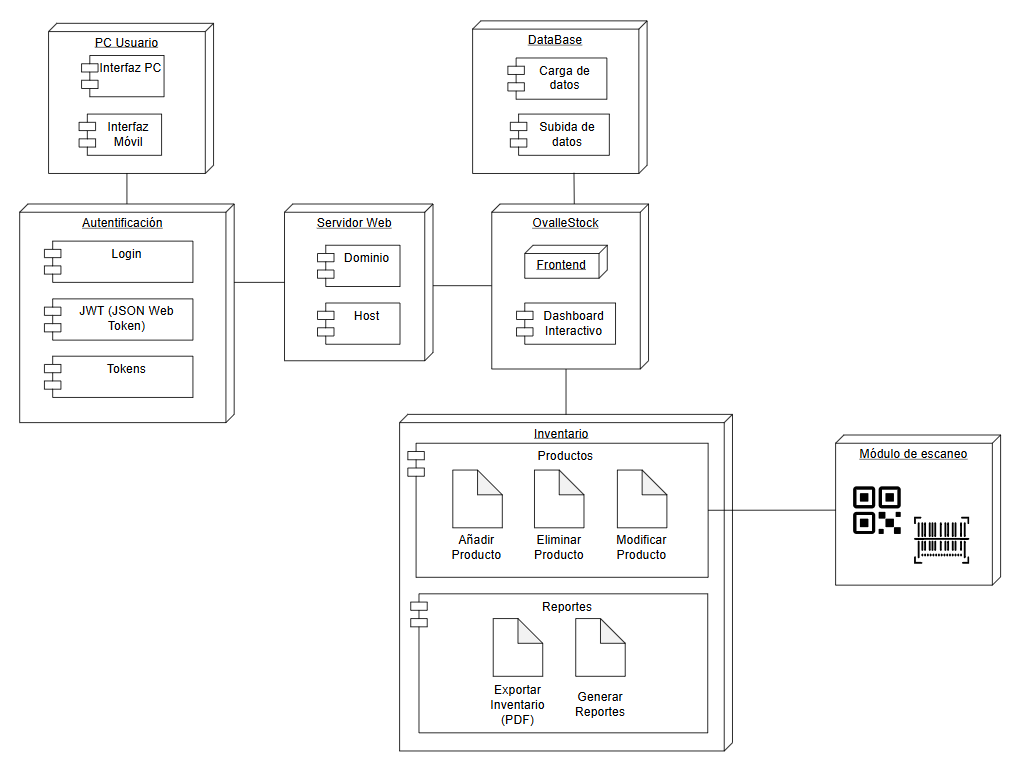 PC Usuario
Interfaz PC
Interfaz
Móvil
DataBase
Carga de
datos
Subida de
datos
Autentificación
Login
JWT (JSON Web
Token)
Tokens
Servidor Web
Dominio
Host
OvalleStock
Frontend
Dashboard
Interactivo
Inventario
Productos
Añadir
Producto
Eliminar
Producto
Modificar
Producto
Reportes
Exportar
Inventario
(PDF)
Generar
Reportes
Módulo de escaneo